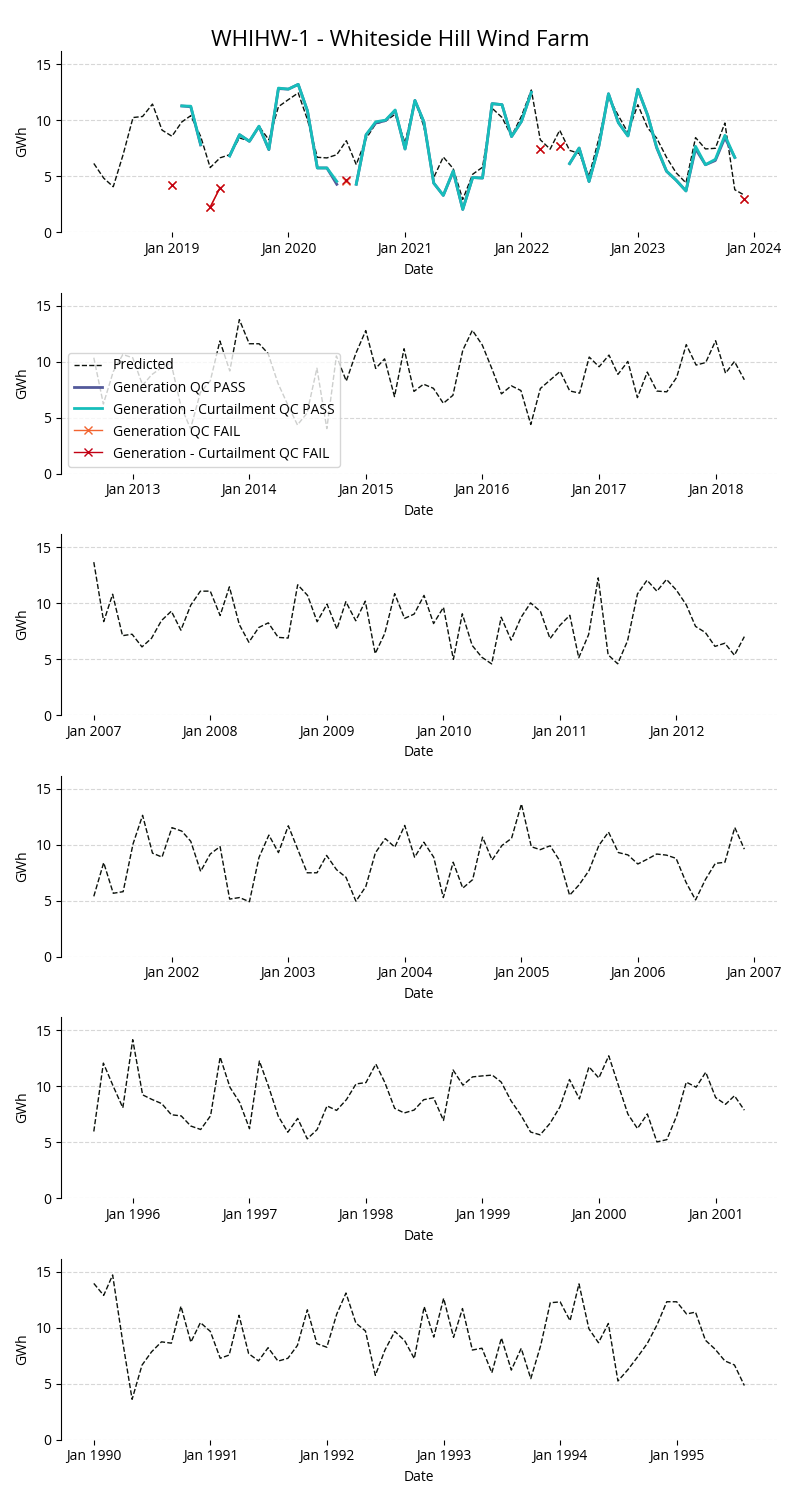 WHIHW-1 - Whiteside Hill Wind Farm
15
10
5
0
GWh
Jan 2019
Jan 2020
Jan 2021
Jan 2022
Jan 2023
Jan 2024
Date
15
10
5
0
GWh
Predicted
Generation QC PASS
Generation - Curtailment QC PASS
Generation QC FAIL
Generation - Curtailment QC FAIL
Jan 2013
Jan 2014
Jan 2015
Jan 2016
Jan 2017
Jan 2018
Date
15
10
5
0
GWh
Jan 2007
Jan 2008
Jan 2009
Jan 2010
Jan 2011
Jan 2012
Date
15
10
5
0
GWh
Jan 2002
Jan 2003
Jan 2004
Jan 2005
Jan 2006
Jan 2007
Date
15
10
5
0
GWh
Jan 1996
Jan 1997
Jan 1998
Jan 1999
Jan 2000
Jan 2001
Date
15
10
5
0
GWh
Jan 1990
Jan 1991
Jan 1992
Jan 1993
Jan 1994
Jan 1995
Date